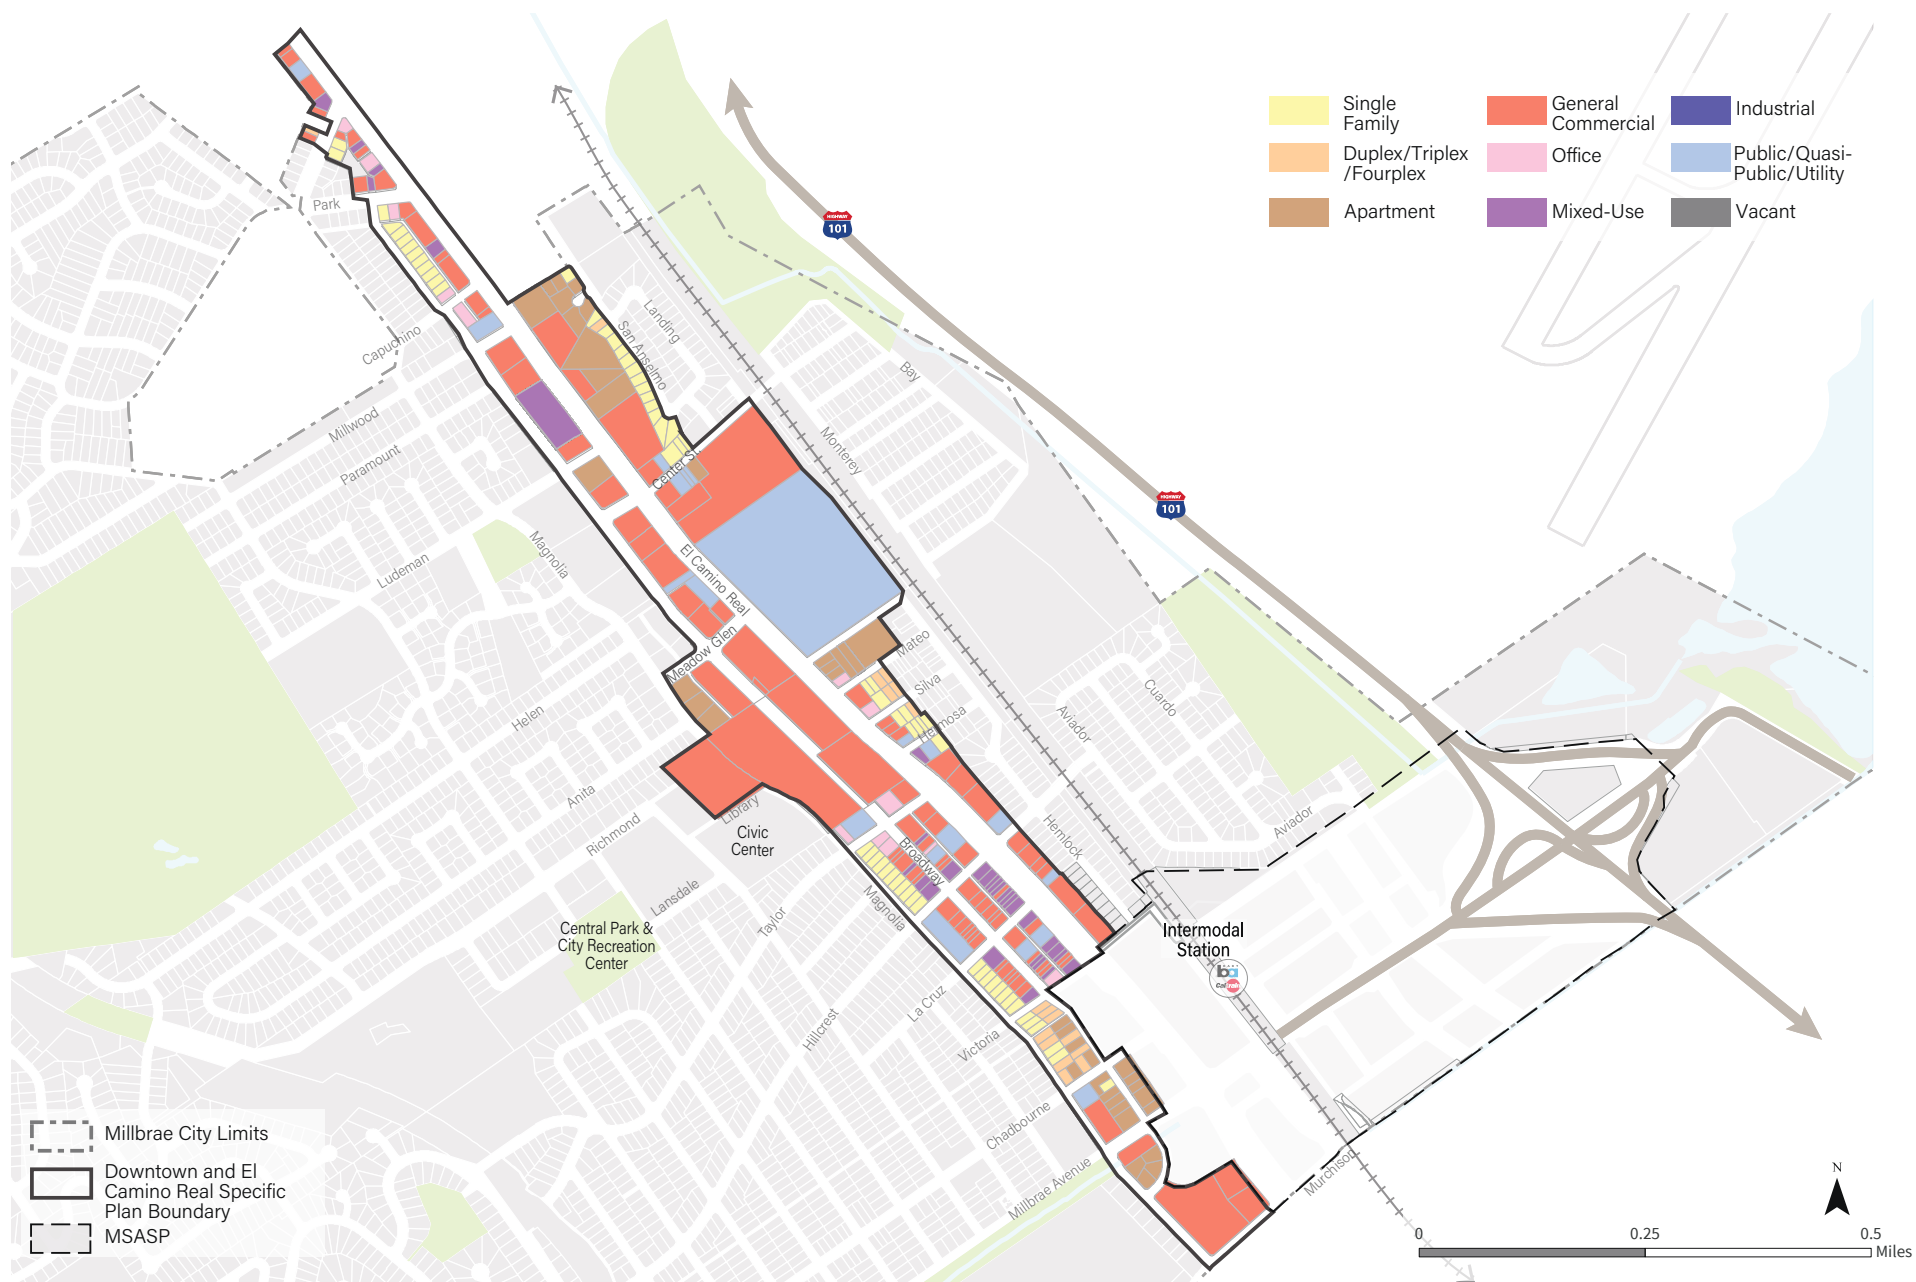 Single
Family
Duplex/Triplex
/Fourplex
Apartment
General
Commercial
Office
Mixed-Use
Industrial
Public/Quasi-
Public/Utility
Vacant
HIGHWAY
101
HIGHWAY
101
Park
Capuchino
Millwood
Paramount
Ludeman
Magnolia
Landing
San Anselmo
Bay
Monterey
Center St
El Camino Real
Meadow Glen
Mateo
Silva
Hermosa
Helen
Anita
Richmond
Library
Civic
Center
Lansdale
Taylor
Broadway
Magnolia
Hemlock
Aviador
Cuardo
Aviador
Central Park &
City Recreation
Center
Hillcrest
La Cruz
Victoria
Chadbourne
Millbrae Avenue
Murchison
Intermodal
Station
ba
Caltrain
Millbrae City Limits
Downtown and El
Camino Real Specific
Plan Boundary
MSASP
N
0
0.25
0.5
Miles